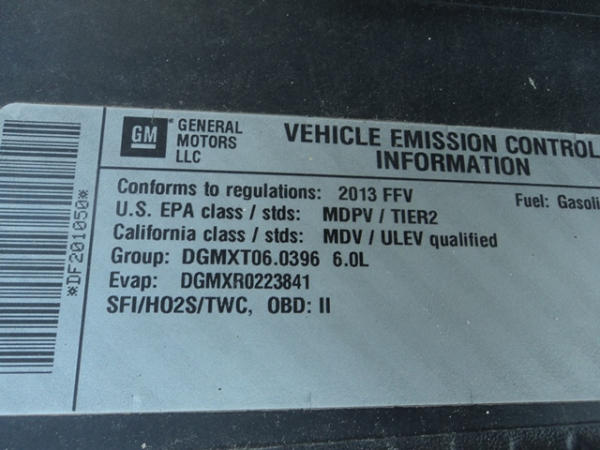 *DF201050*
GM
GENERAL
MOTORS
LLC
VEHICLE EMISSION CONTROL
INFORMATION
Conforms to regulations: 2013 FFV
Fuel: Gasoli
U.S. EPA class / stds: MDPV / TIER2
California class / stds: MDV / ULEV qualified
Group: DGMXT06.0396 6.0L
Evap: DGMXR0223841
SFI/HO2S/TWC, OBD: II